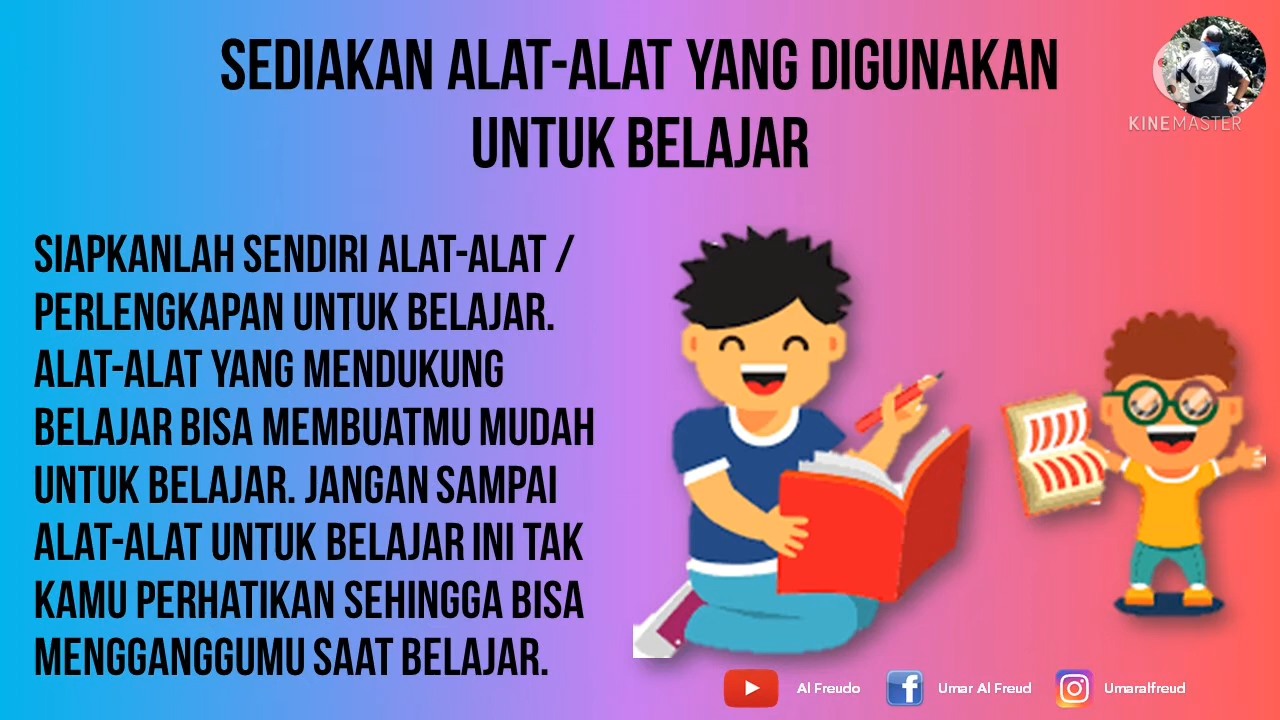 SEDIAKAN ALAT-ALAT YANG DIGUNAKAN
UNTUK BELAJAR
K
KINEMASTER
SIAPKANLAH SENDIRI ALAT-ALAT /
PERLENGKAPAN UNTUK BELAJAR.
ALAT-ALAT YANG MENDUKUNG
BELAJAR BISA MEMBUATMU MUDAH
UNTUK BELAJAR. JANGAN SAMPAI
ALAT-ALAT UNTUK BELAJAR INI TAK
KAMU PERHATIKAN SEHINGGA BISA
MENGGANGGUMU SAAT BELAJAR.
Al Freudo
f Umar Al Freud
Umaralfreud